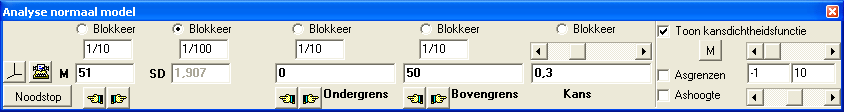 Analyse normaal model
Blokkeer Blokkeer Blokkeer Blokkeer Blokkeer Toon kansdichtheidsfunctie
1/10 1/100 1/10 1/10 M
M 51 SD 1,907 0 50 0,3 Asgrenzen -1 10
Noodstop Ondergrens Bovengrens Kans Ashoogte